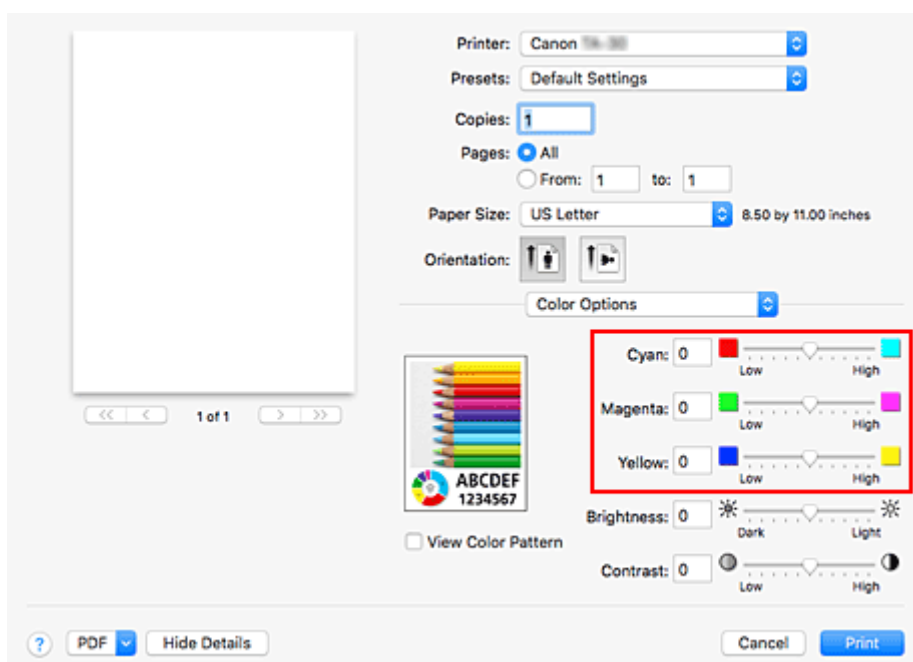 Printer: Canon
Presets: Default Settings
Copies: 1
Pages: All
From: 1 to: 1
Paper Size: US Letter 8.50 by 11.00 inches
Orientation:
Color Options
Cyan: 0
Low High
Magenta: 0
Low High
Yellow: 0
Low High
Brightness: 0
Dark Light
Contrast: 0
Low High
1 of 1
ABCDEF
1234567
View Color Pattern
? PDF Hide Details Cancel Print